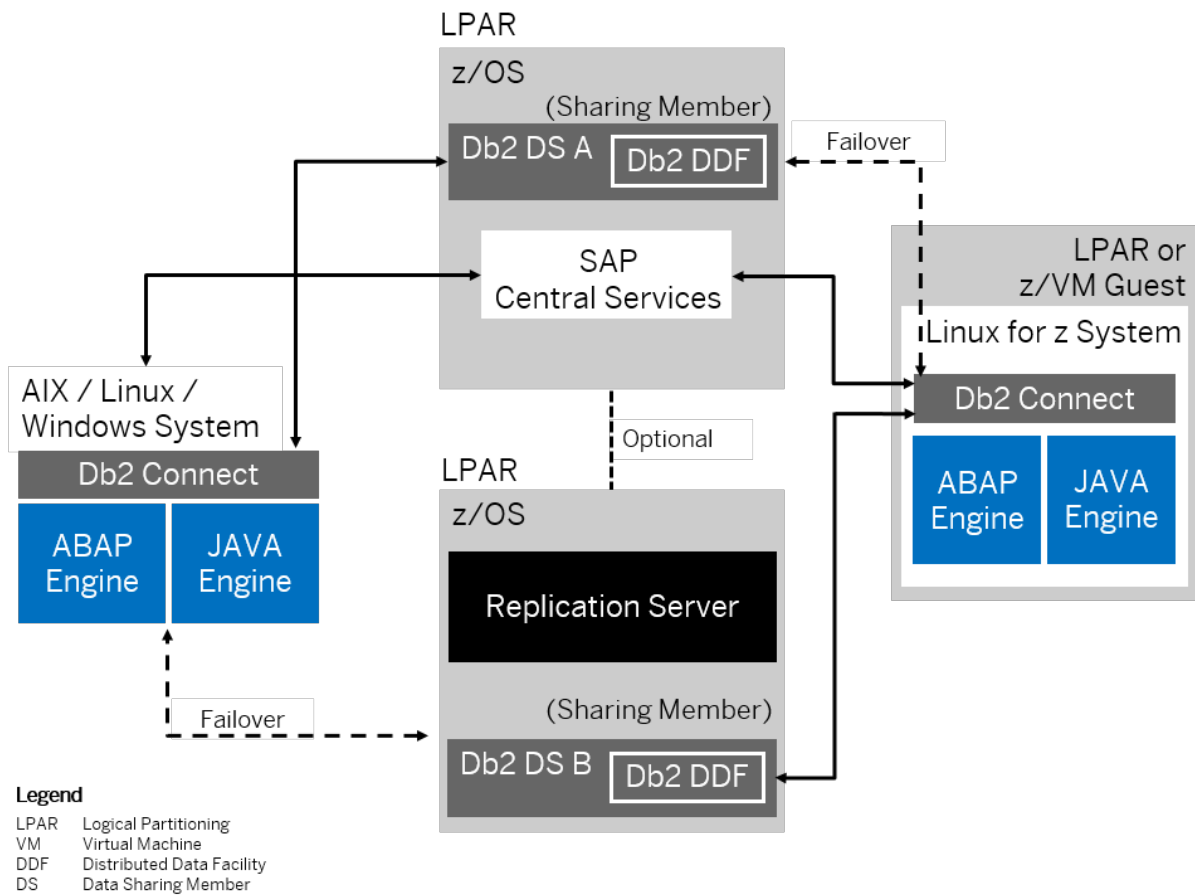 LPAR
z/OS
(Sharing Member)
Db2 DS A
Db2 DDF
Failover
SAP
Central Services
LPAR or
z/VM Guest
Linux for z System
Db2 Connect
ABAP
Engine
JAVA
Engine
AIX / Linux /
Windows System
Db2 Connect
ABAP
Engine
JAVA
Engine
Optional
LPAR
z/OS
Replication Server
(Sharing Member)
Failover
Db2 DS B
Db2 DDF
Legend
LPAR Logical Partitioning
VM Virtual Machine
DDF Distributed Data Facility
DS Data Sharing Member